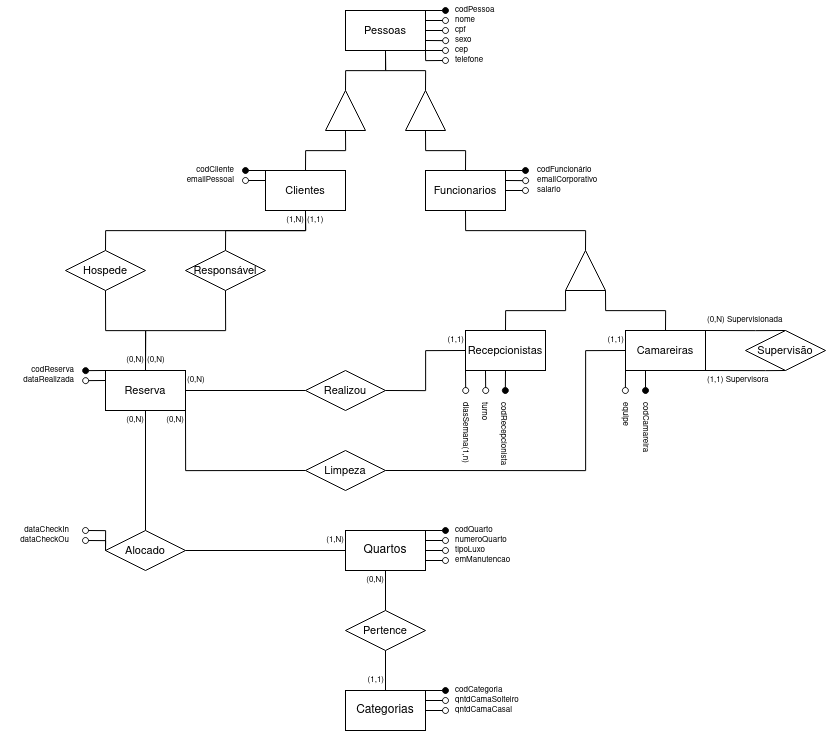 codPessoa
nome
cpf
sexo
cep
telefone
Pessoas
codCliente
emailPessoal
Clientes
(1,N) (1,1)
Funcionarios
codFuncionário
emailCorporativo
salario
Hospede
Responsável
(0,N) Supervisionada
(1,1)
Recepcionistas
(1,1)
Camareiras
Supervisão
(1,1) Supervisora
(0,N) (0,N)
codReserva
dataRealizada
Reserva
(0,N)
Realizou
(0,N)
(0,N)
diasSemana(1,n)
turno
codRecepcionista
equipe
codCamareira
Limpeza
dataCheckIn
dataCheckOu
Alocado
(1,N)
Quartos
codQuarto
numeroQuarto
tipoLuxo
emManutencao
(0,N)
Pertence
(1,1)
Categorias
codCategoria
qntdCamaSolteiro
qntdCamaCasal